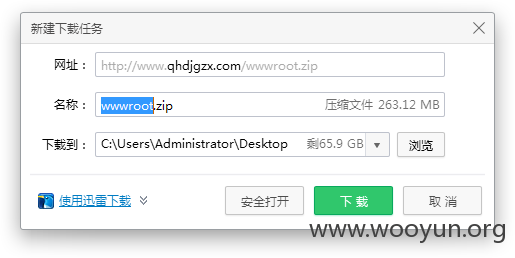 新建下载任务
网址: http://www.qhdjgzx.com/wwwroot.zip
名称: wwwroot.zip 压缩文件 263.12 MB
下载到: C:\Users\Administrator\Desktop 剩65.9 GB 浏览
使用迅雷下载 安全打开 下载 取消
www.wooyun.org